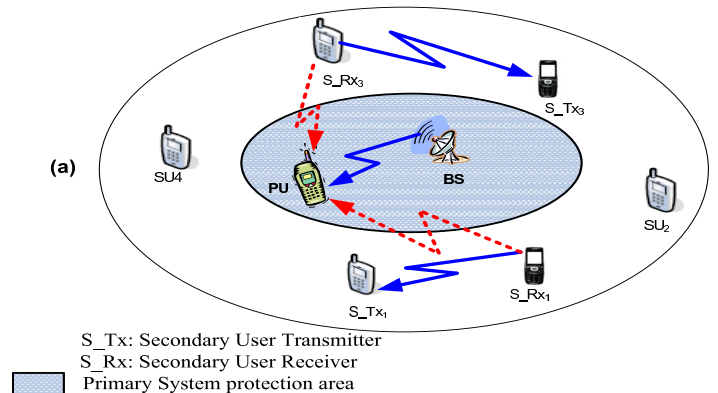 S_Rx3
S_Tx3
(a)
SU4
PU
BS
SU2
S_Tx1
S_Rx1
S_Tx: Secondary User Transmitter
S_Rx: Secondary User Receiver
Primary System protection area